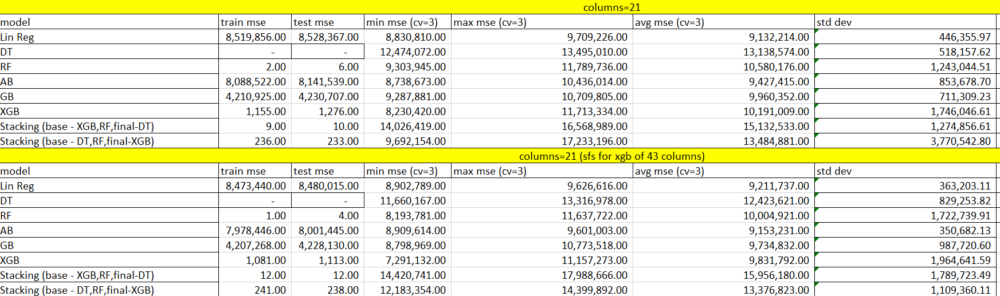 columns=21
model train mse test mse min mse (cv=3) max mse (cv=3) avg mse (cv=3) std dev
Lin Reg 8,519,856.00 8,528,367.00 8,830,810.00 9,709,226.00 9,132,214.00 446,355.97
DT - - 12,474,072.00 13,495,010.00 13,138,574.00 518,157.62
RF 2.00 6.00 9,303,945.00 11,789,736.00 10,580,176.00 1,243,044.51
AB 8,088,522.00 8,141,539.00 8,738,673.00 10,436,014.00 9,427,415.00 853,678.70
GB 4,210,925.00 4,230,707.00 9,287,881.00 10,709,805.00 9,960,352.00 711,309.23
XGB 1,155.00 1,276.00 8,230,420.00 11,713,334.00 10,191,009.00 1,746,046.61
Stacking (base - XGB,RF,final-DT) 9.00 10.00 14,026,419.00 16,568,989.00 15,132,533.00 1,274,856.61
Stacking (base - DT,RF,final-XGB) 236.00 233.00 9,692,154.00 17,233,196.00 13,484,881.00 3,770,542.80
columns=21 (sfs for xgb of 43 columns)
model train mse test mse min mse (cv=3) max mse (cv=3) avg mse (cv=3) std dev
Lin Reg 8,473,440.00 8,480,015.00 8,902,789.00 9,626,616.00 9,211,737.00 363,203.11
DT - - 11,660,167.00 13,316,978.00 12,423,621.00 829,253.82
RF 1.00 4.00 8,193,781.00 11,637,722.00 10,004,921.00 1,722,739.91
AB 7,978,446.00 8,001,445.00 8,909,614.00 9,601,003.00 9,153,231.00 350,682.13
GB 4,207,268.00 4,228,130.00 8,798,969.00 10,773,518.00 9,734,832.00 987,720.60
XGB 1,081.00 1,113.00 7,291,132.00 11,157,273.00 9,831,792.00 1,964,641.59
Stacking (base - XGB,RF,final-DT) 12.00 12.00 14,420,741.00 17,988,666.00 15,956,180.00 1,789,723.49
Stacking (base - DT,RF,final-XGB) 241.00 238.00 12,183,354.00 14,399,892.00 13,376,823.00 1,109,360.11